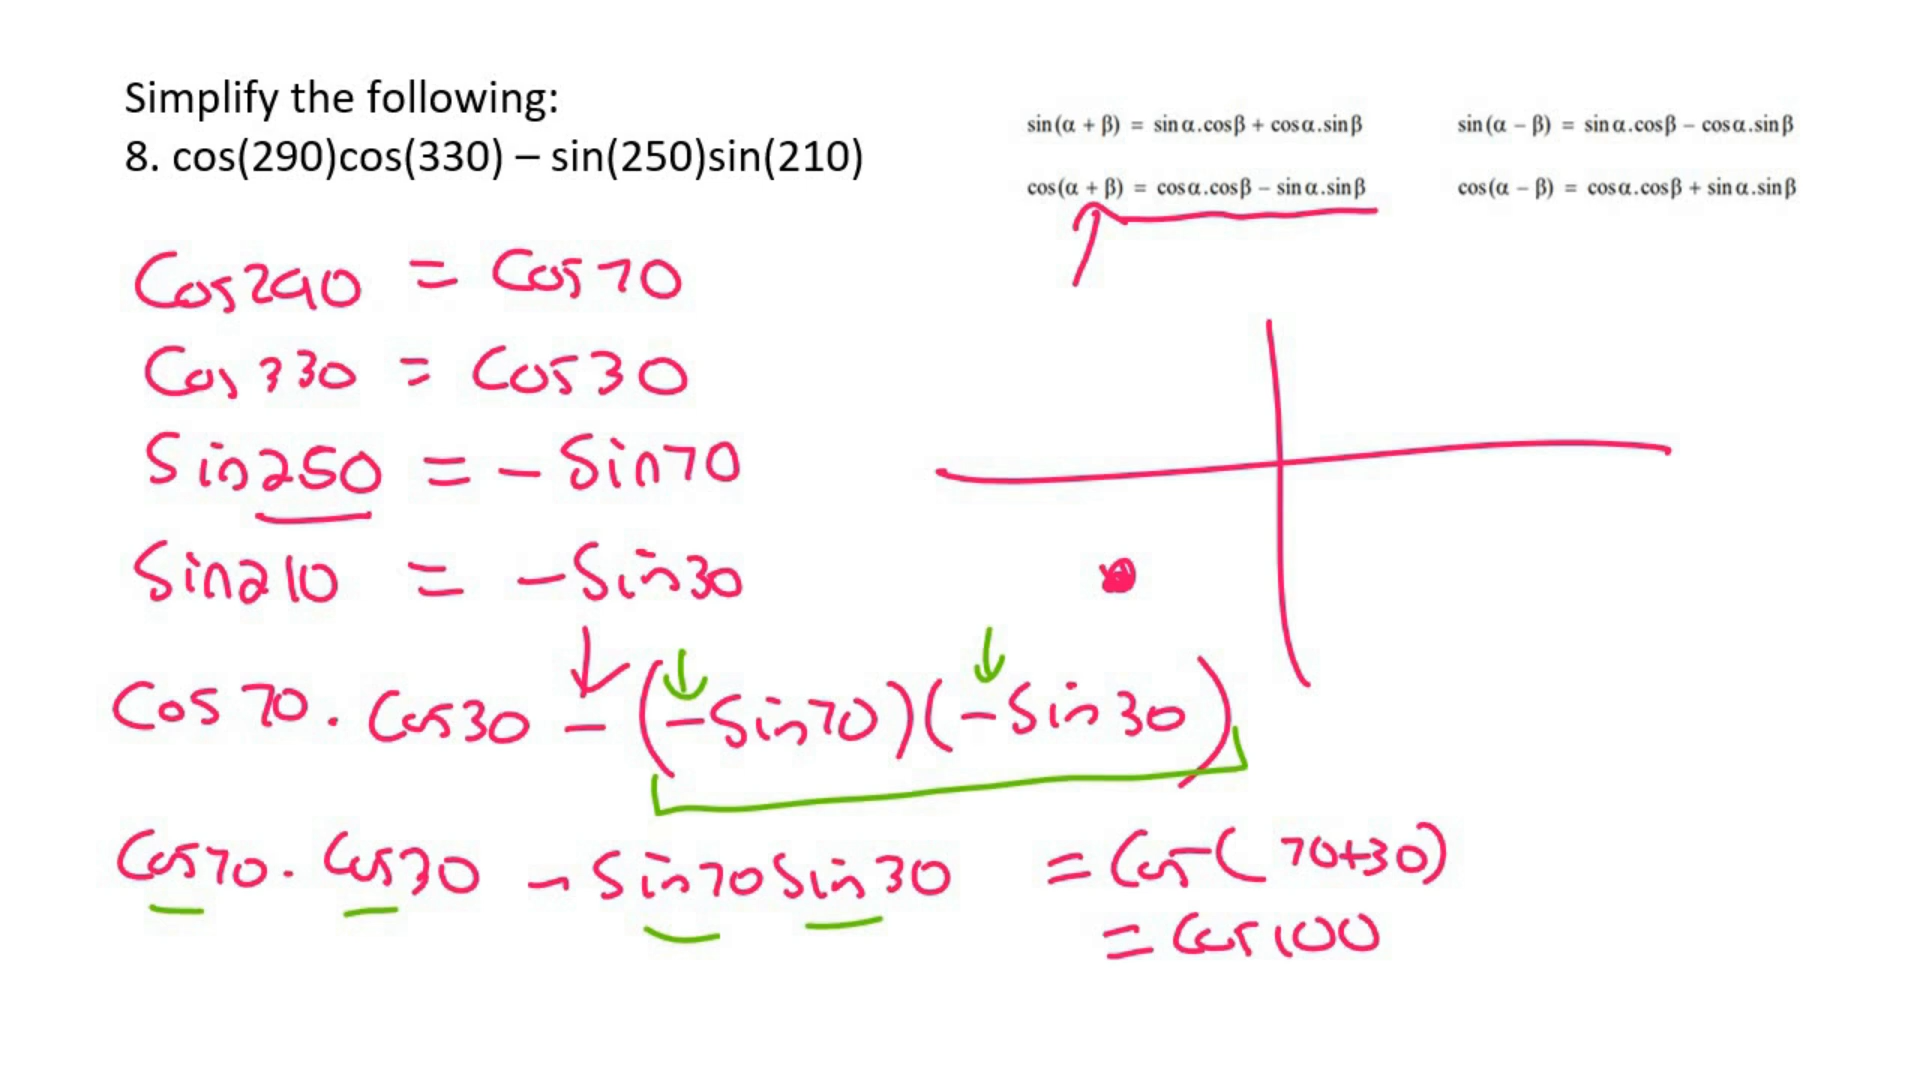 Simplify the following:
8. cos(290)cos(330) – sin(250)sin(210)
sin(α + β) = sinα.cosβ + cosα.sinβ
sin(α − β) = sinα.cosβ − cosα.sinβ
cos(α + β) = cosα.cosβ − sinα.sinβ
cos(α − β) = cosα.cosβ + sinα.sinβ
Cos290 = Cos70
Cos330 = Cos30
Sin250 = -Sin70
Sin210 = -Sin30
Cos70 . Cos30 - (-Sin70)(-Sin30)
Cos70 . Cos30 - Sin70Sin30 = Cos(70+30)
= Cos100